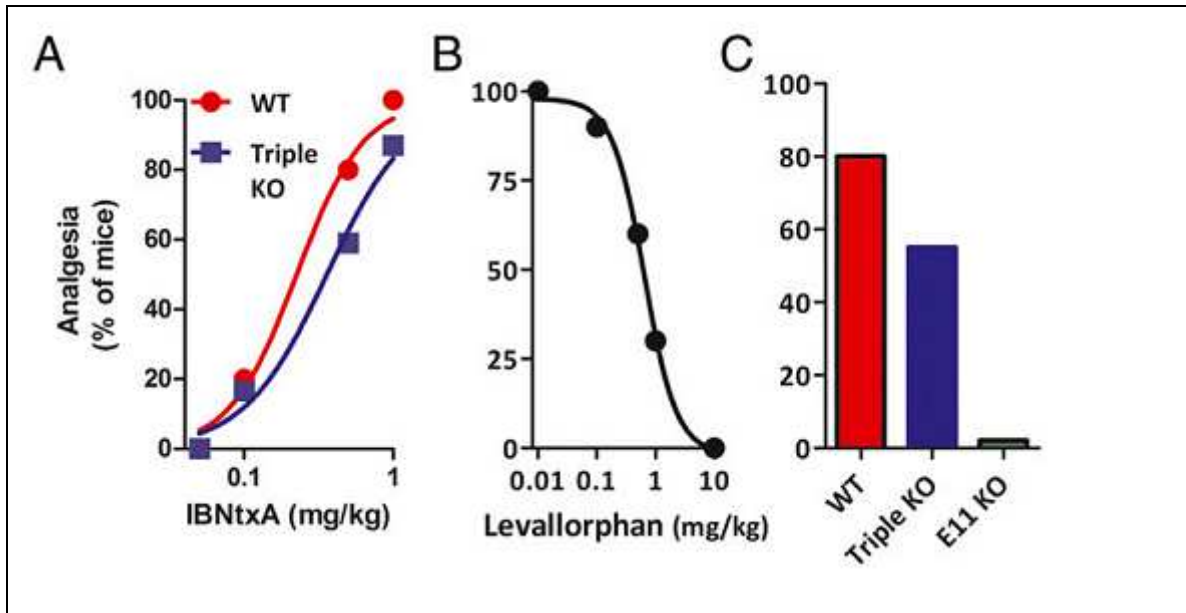 A
B
C
WT
Triple
KO
Analgesia
(% of mice)
100
80
60
40
20
0
0.1
1
IBNtxA (mg/kg)
100
75
50
25
0
0.01
0.1
1
10
Levallorphan (mg/kg)
100
80
60
40
20
0
WT
Triple KO
E11 KO